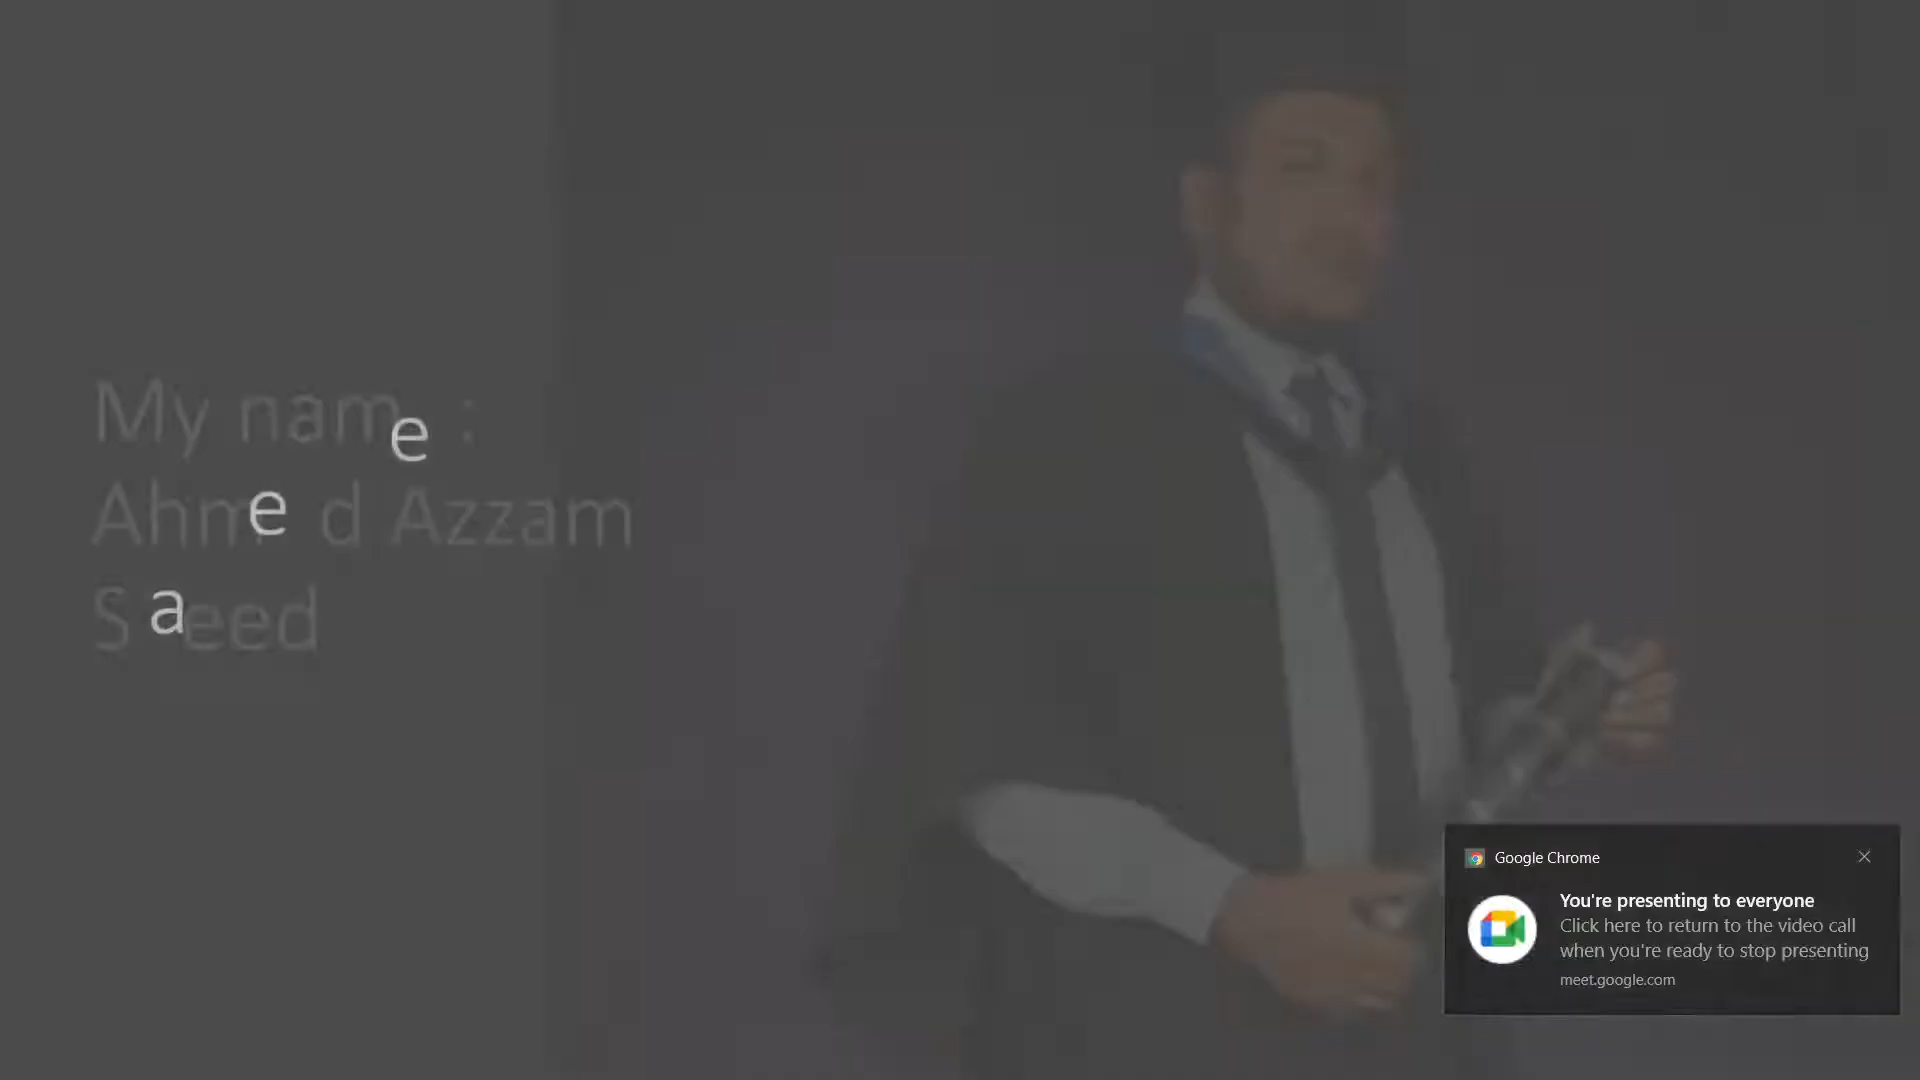 My name :
Ahmed Azzam
Saeed
Google Chrome
You're presenting to everyone
Click here to return to the video call
when you're ready to stop presenting
meet.google.com